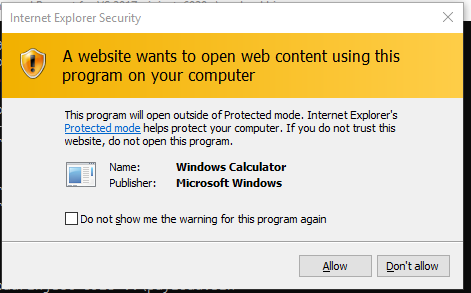 Internet Explorer Security
A website wants to open web content using this
program on your computer
This program will open outside of Protected mode. Internet Explorer's
Protected mode helps protect your computer. If you do not trust this
website, do not open this program.
Name: Windows Calculator
Publisher: Microsoft Windows
Do not show me the warning for this program again
Allow Don't allow